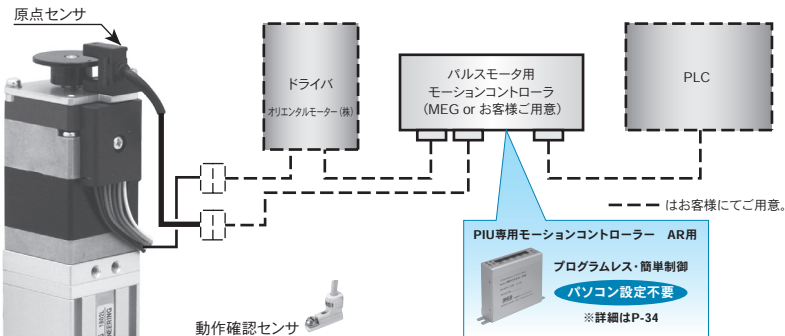 原点センサ
ドライバ
オリエンタルモーター(株)
パルスモータ用
モーションコントローラ
(MEG or お客様ご用意)
PLC
はお客様にてご用意。
PIU専用モーションコントローラー AR用
プログラムレス・簡単制御
パソコン設定不要
※詳細はP-34
動作確認センサ